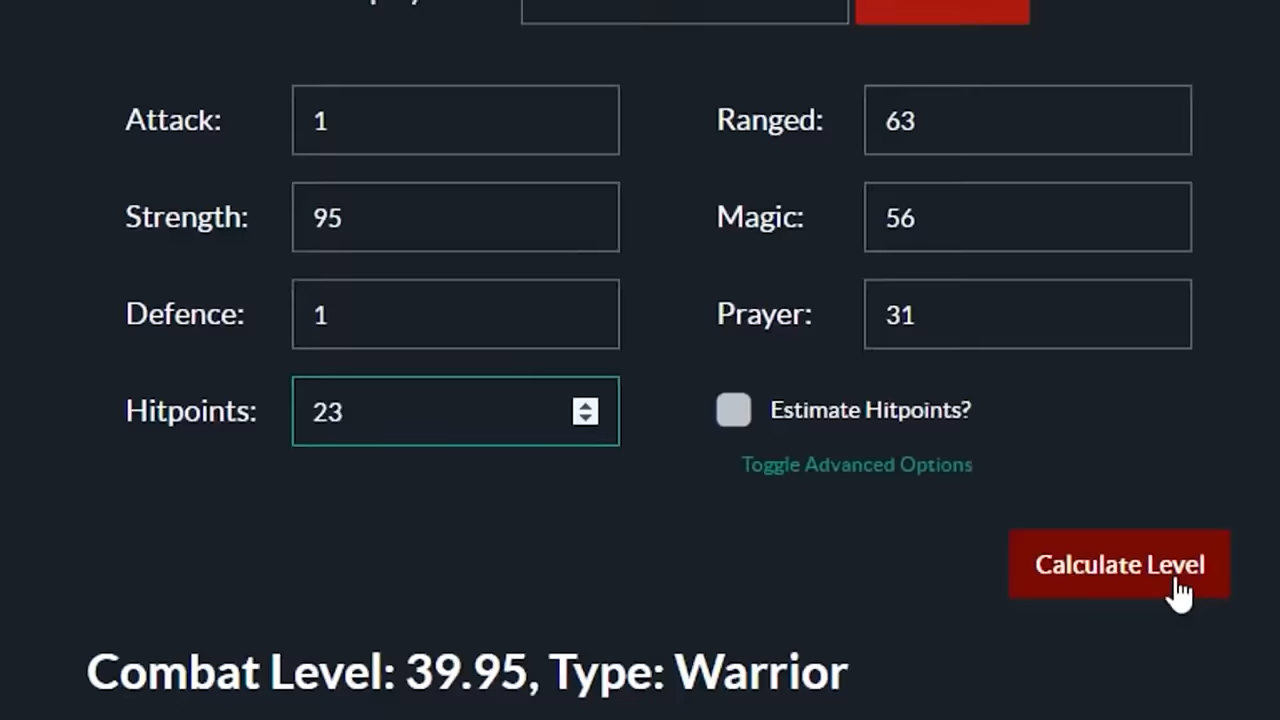 Attack: 1 Ranged: 63
Strength: 95 Magic: 56
Defence: 1 Prayer: 31
Hitpoints: 23 Estimate Hitpoints?
Toggle Advanced Options
Calculate Level
Combat Level: 39.95, Type: Warrior